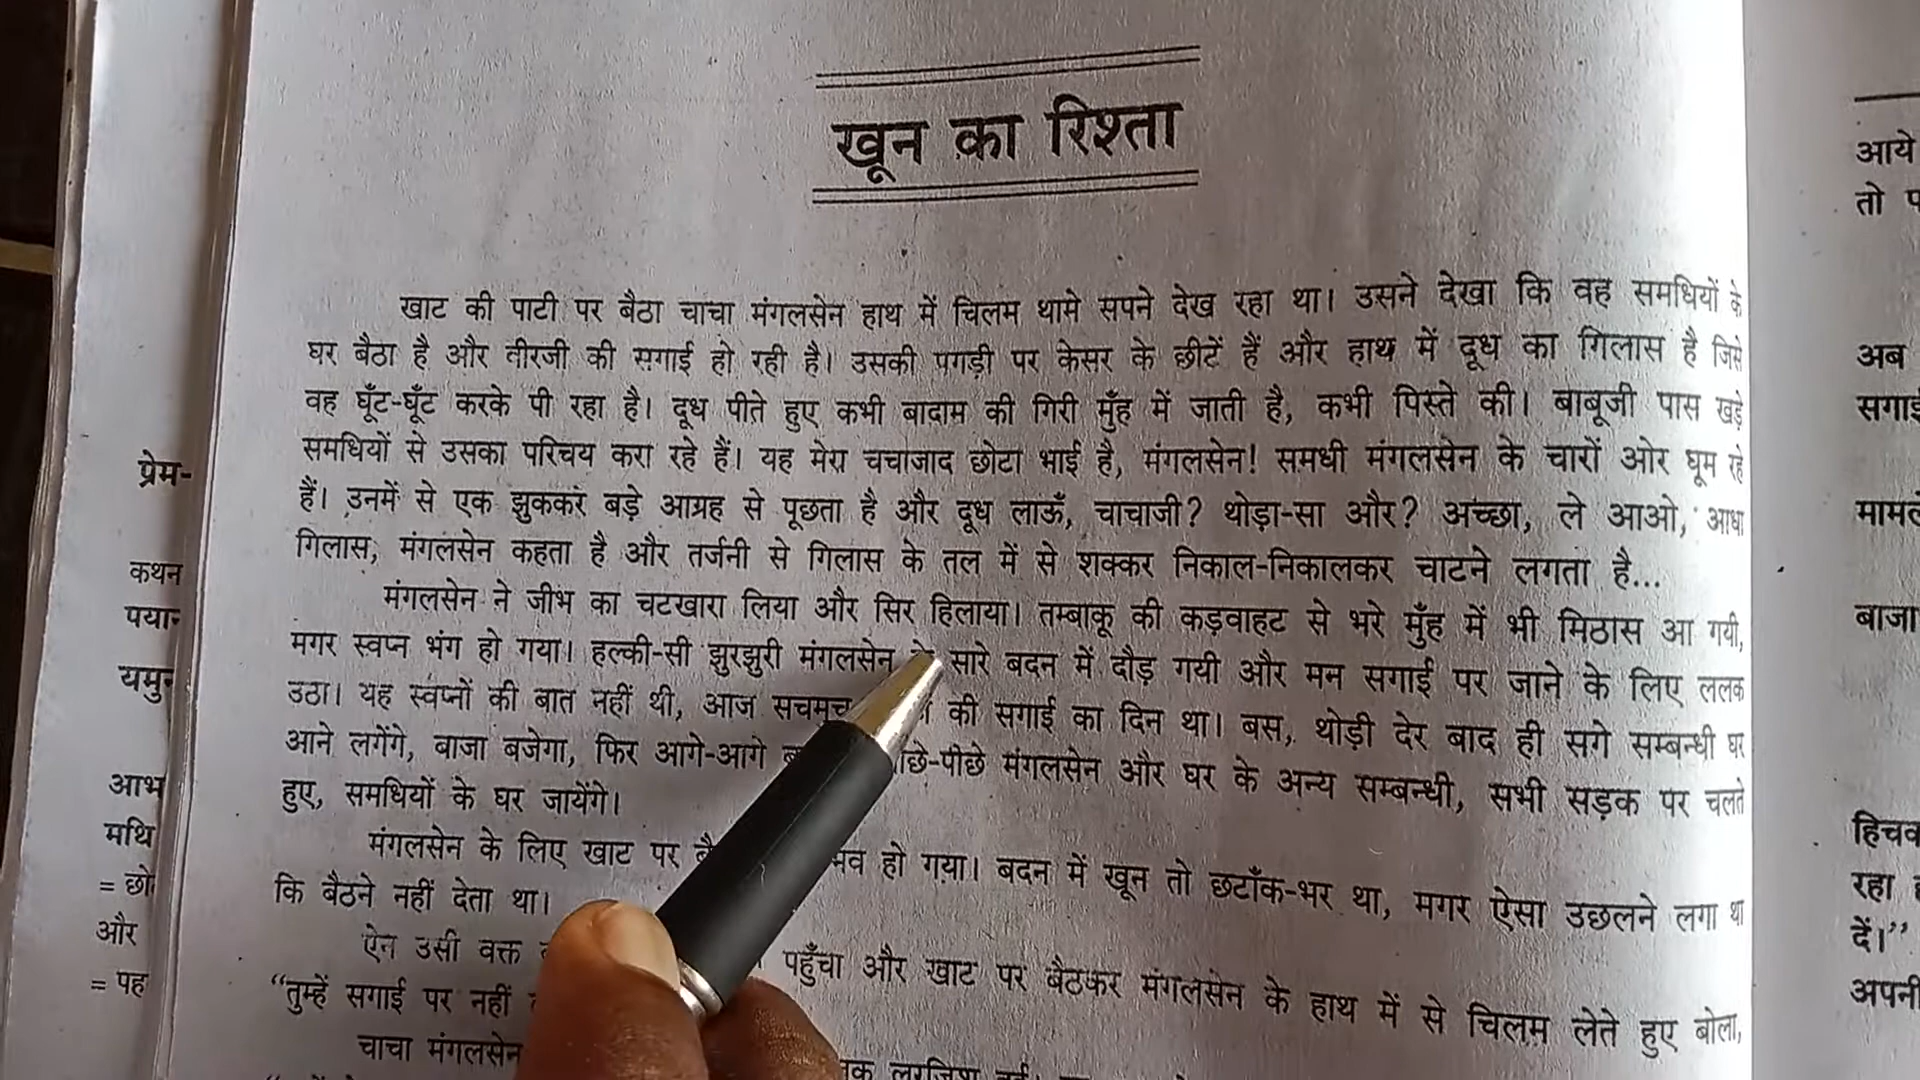 खून का रिश्ता
खाट की पाटी पर बैठा चाचा मंगलसेन हाथ में चिलम थामे सपने देख रहा था। उसने देखा कि वह समधियों के
घर बैठा है और वीरजी की सगाई हो रही है। उसकी पगड़ी पर केसर के छींटें हैं और हाथ में दूध का गिलास है जिसे
वह घूँट-घूँट करके पी रहा है। दूध पीते हुए कभी बादाम की गिरी मुँह में जाती है, कभी पिस्ते की। बाबूजी पास खड़े
समधियों से उसका परिचय करा रहे हैं। यह मेरा चचाजाद छोटा भाई है, मंगलसेन! समधी मंगलसेन के चारों ओर घूम रहे
हैं। उनमें से एक झुककर बड़े आग्रह से पूछता है और दूध लाऊँ, चाचाजी? थोड़ा-सा और? अच्छा, ले आओ, आधा
गिलास, मंगलसेन कहता है और तर्जनी से गिलास के तल में से शक्कर निकाल-निकालकर चाटने लगता है...
मंगलसेन ने जीभ का चटखारा लिया और सिर हिलाया। तम्बाकू की कड़वाहट से भरे मुँह में भी मिठास आ गयी,
मगर स्वप्न भंग हो गया। हल्की-सी झुरझुरी मंगलसेन के सारे बदन में दौड़ गयी और मन सगाई पर जाने के लिए ललक
उठा। यह स्वप्नों की बात नहीं थी, आज सचमुच की सगाई का दिन था। बस, थोड़ी देर बाद ही सगे सम्बन्धी घर
आने लगेंगे, बाजा बजेगा, फिर आगे-आगे छे-पीछे मंगलसेन और घर के अन्य सम्बन्धी, सभी सड़क पर चलते
हुए, समधियों के घर जायेंगे।
मंगलसेन के लिए खाट पर हो गया। बदन में खून तो छटाँक-भर था, मगर ऐसा उछलने लगा था
कि बैठने नहीं देता था।
ऐन उसी वक्त पहुँचा और खाट पर बैठकर मंगलसेन के हाथ में से चिलम लेते हुए बोला,
“तुम्हें सगाई पर नहीं
चाचा मंगलसेन
प्रेम-
कथन
आभ
मथि
= छो
और
= पह
आये
तो
अब
सगाई
बाजा
रहा
दें।”
अपनी